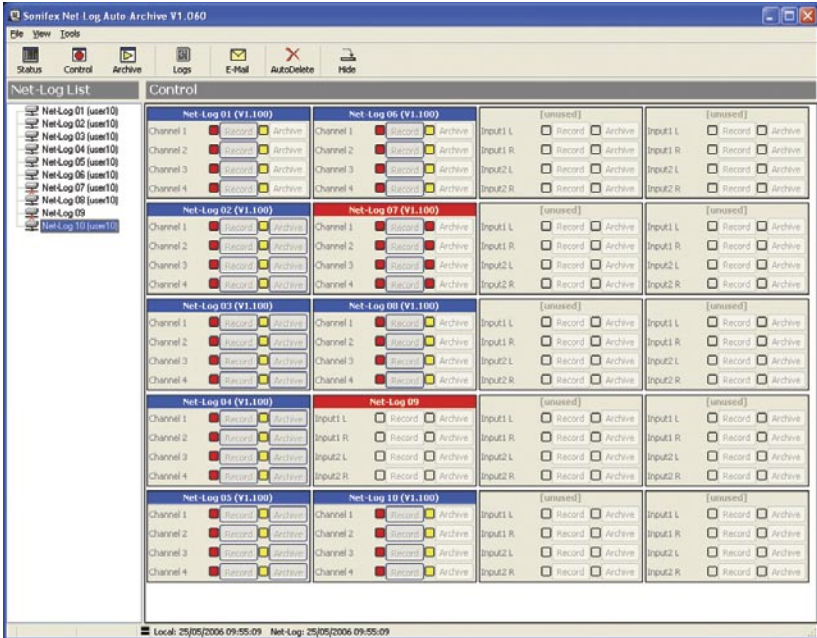 Sonifex Net Log Auto Archive V1.060
File View Tools
Status Control Archive Logs E-Mail AutoDelete Hide
Net-Log List
Net-Log 01 (user10)
Net-Log 02 (user10)
Net-Log 03 (user10)
Net-Log 04 (user10)
Net-Log 05 (user10)
Net-Log 06 (user10)
Net-Log 07 (user10)
Net-Log 08 (user10)
Net-Log 09
Net-Log 10 (user10)
Control
Net-Log 01 (V1.100) Net-Log 06 (V1.100) [unused] [unused]
Channel 1 Record Archive Channel 1 Record Archive Input1 L Record Archive Input1 L Record Archive
Channel 2 Record Archive Channel 2 Record Archive Input1 R Record Archive Input1 R Record Archive
Channel 3 Record Archive Channel 3 Record Archive Input2 L Record Archive Input2 L Record Archive
Channel 4 Record Archive Channel 4 Record Archive Input2 R Record Archive Input2 R Record Archive
Net-Log 02 (V1.100) Net-Log 07 (V1.100) [unused] [unused]
Channel 1 Record Archive Channel 1 Record Archive Input1 L Record Archive Input1 L Record Archive
Channel 2 Record Archive Channel 2 Record Archive Input1 R Record Archive Input1 R Record Archive
Channel 3 Record Archive Channel 3 Record Archive Input2 L Record Archive Input2 L Record Archive
Channel 4 Record Archive Channel 4 Record Archive Input2 R Record Archive Input2 R Record Archive
Net-Log 03 (V1.100) Net-Log 08 (V1.100) [unused] [unused]
Channel 1 Record Archive Channel 1 Record Archive Input1 L Record Archive Input1 L Record Archive
Channel 2 Record Archive Channel 2 Record Archive Input1 R Record Archive Input1 R Record Archive
Channel 3 Record Archive Channel 3 Record Archive Input2 L Record Archive Input2 L Record Archive
Channel 4 Record Archive Channel 4 Record Archive Input2 R Record Archive Input2 R Record Archive
Net-Log 04 (V1.100) Net-Log 09 [unused] [unused]
Channel 1 Record Archive Input1 L Record Archive Input1 L Record Archive Input1 L Record Archive
Channel 2 Record Archive Input1 R Record Archive Input1 R Record Archive Input1 R Record Archive
Channel 3 Record Archive Input2 L Record Archive Input2 L Record Archive Input2 L Record Archive
Channel 4 Record Archive Input2 R Record Archive Input2 R Record Archive Input2 R Record Archive
Net-Log 05 (V1.100) Net-Log 10 (V1.100) [unused] [unused]
Channel 1 Record Archive Channel 1 Record Archive Input1 L Record Archive Input1 L Record Archive
Channel 2 Record Archive Channel 2 Record Archive Input1 R Record Archive Input1 R Record Archive
Channel 3 Record Archive Channel 3 Record Archive Input2 L Record Archive Input2 L Record Archive
Channel 4 Record Archive Channel 4 Record Archive Input2 R Record Archive Input2 R Record Archive
Local: 25/05/2006 09:55:09 Net-Log: 25/05/2006 09:55:09